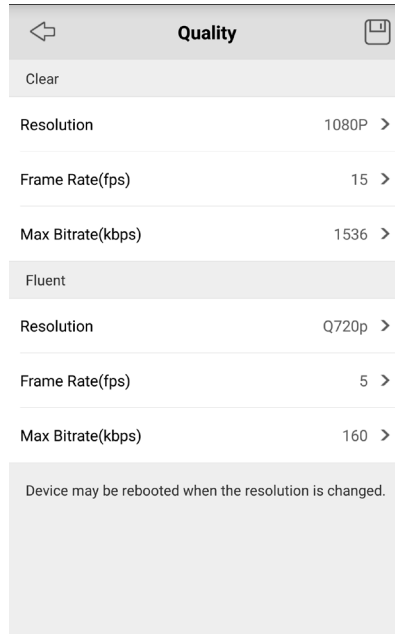 Quality
Clear
Resolution 1080P
Frame Rate(fps) 15
Max Bitrate(kbps) 1536
Fluent
Resolution Q720p
Frame Rate(fps) 5
Max Bitrate(kbps) 160
Device may be rebooted when the resolution is changed.